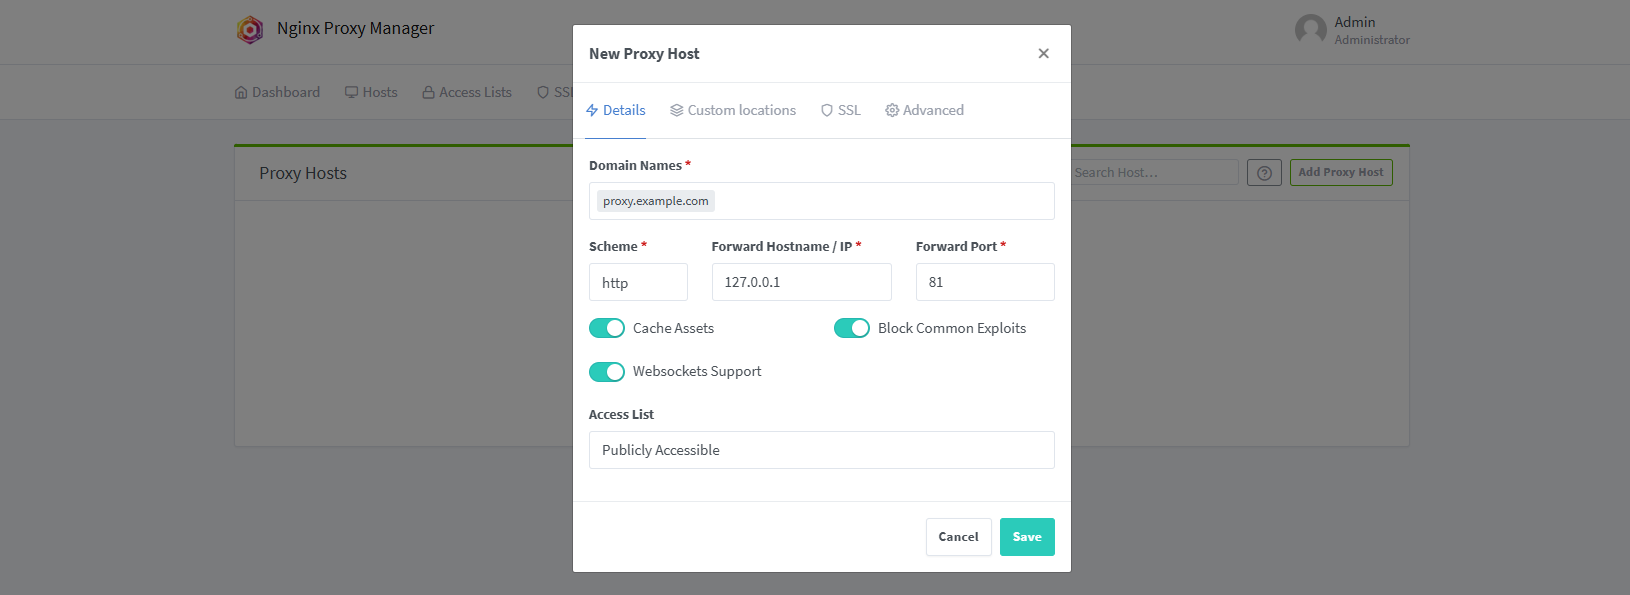 Nginx Proxy Manager
Admin
Administrator
Dashboard Hosts Access Lists SSL
Proxy Hosts
Search Host...
Add Proxy Host
New Proxy Host
Details Custom locations SSL Advanced
Domain Names *
proxy.example.com
Scheme * Forward Hostname / IP * Forward Port *
http 127.0.0.1 81
Cache Assets Block Common Exploits
Websockets Support
Access List
Publicly Accessible
Cancel Save